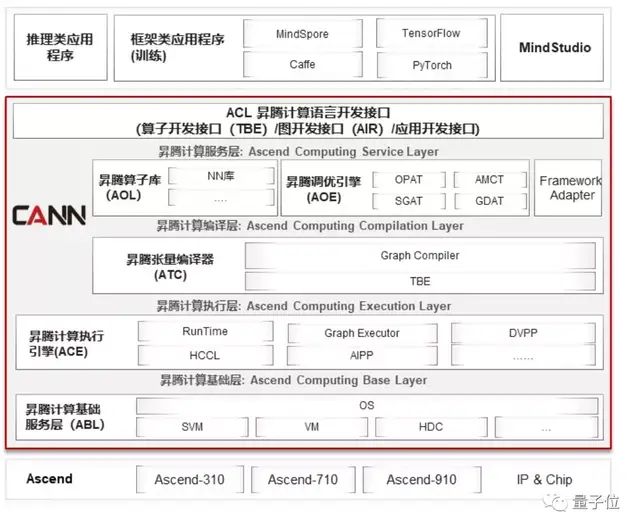 推理类应用
程序
框架类应用程序
(训练)
MindSpore
TensorFlow
Caffe
PyTorch
MindStudio
ACL 昇腾计算语言开发接口
(算子开发接口（TBE）/图开发接口（AIR）/应用开发接口)
昇腾计算服务层: Ascend Computing Service Layer
CANN
昇腾算子库
(AOL)
NN库
....
昇腾调优引擎
(AOE)
OPAT
AMCT
SGAT
GDAT
Framework
Adapter
昇腾计算编译层: Ascend Computing Compilation Layer
昇腾张量编译器
(ATC)
Graph Compiler
TBE
昇腾计算执行层: Ascend Computing Execution Layer
昇腾计算执行
引擎(ACE)
RunTime
Graph Executor
DVPP
HCCL
AIPP
......
昇腾计算基础层: Ascend Computing Base Layer
昇腾计算基础
服务层（ABL)
OS
SVM
VM
HDC
...
Ascend
Ascend-310
Ascend-710
Ascend-910
IP & Chip
量子位